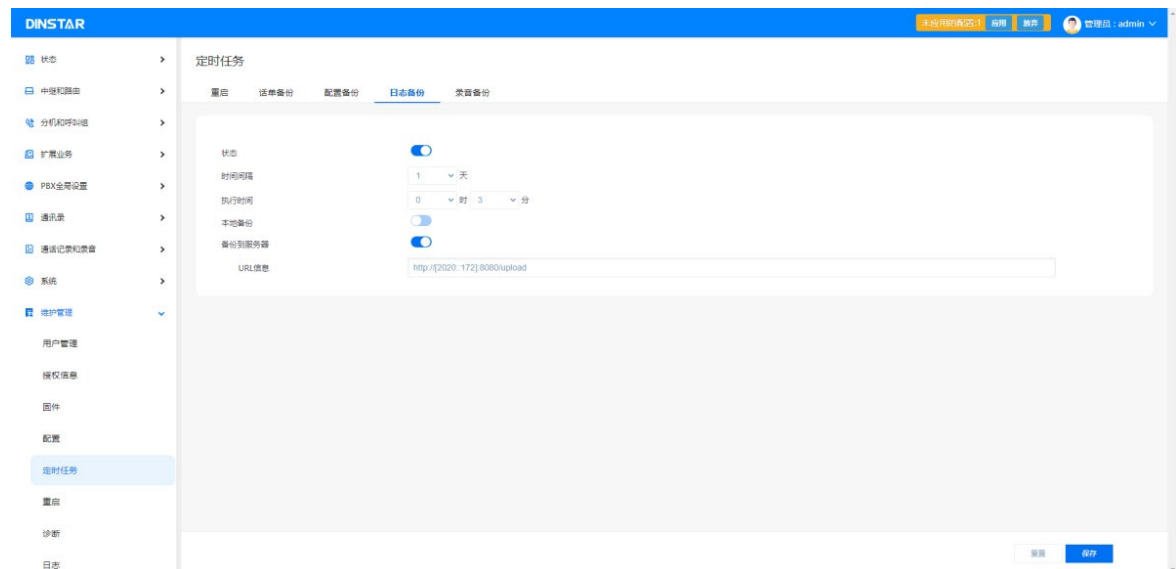 DINSTAR
未应用的配置:1 应用 放弃
管理员 : admin
状态
中继和路由
分机和呼叫组
扩展业务
PBX全局设置
通讯录
通话记录和录音
系统
维护管理
用户管理
授权信息
固件
配置
定时任务
重启
诊断
日志
定时任务
重启 话单备份 配置备份 日志备份 录音备份
状态
时间间隔 1 天
执行时间 0 时 3 分
本地备份
备份到服务器
URL信息 http://[2020::172]:8080/upload
重置 保存